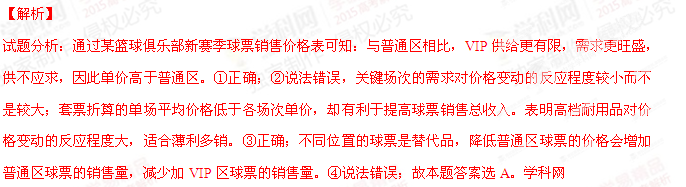 【解析】
试题分析：通过某篮球俱乐部新赛季球票销售价格表可知：与普通区相比，VIP 供给更有限，需求更旺盛，
供不应求，因此单价高于普通区。①正确；②说法错误，关键场次的需求对价格变动的反应程度较小而不
是较大；套票折算的单场平均价格低于各场次单价，却有利于提高球票销售总收入。表明高档耐用品对价
格变动的反应程度大，适合薄利多销。③正确；不同位置的球票是替代品，降低普通区球票的价格会增加
普通区球票的销售量，减少加 VIP 区球票的销售量。④说法错误；故本题答案选 A。学科网